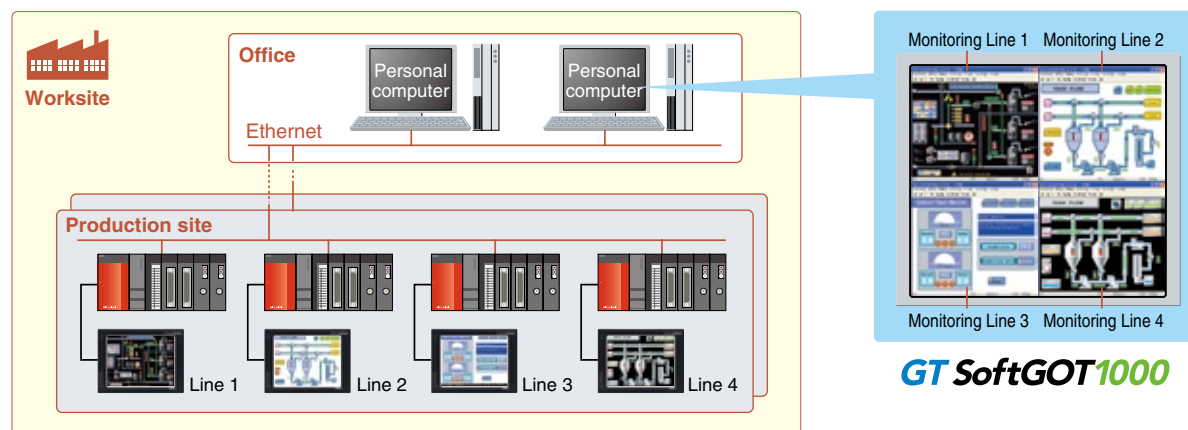 Worksite
Office
Personal
computer
Personal
computer
Ethernet
Production site
Line 1
Line 2
Line 3
Line 4
Monitoring Line 1
Monitoring Line 2
Monitoring Line 3
Monitoring Line 4
GT SoftGOT1000